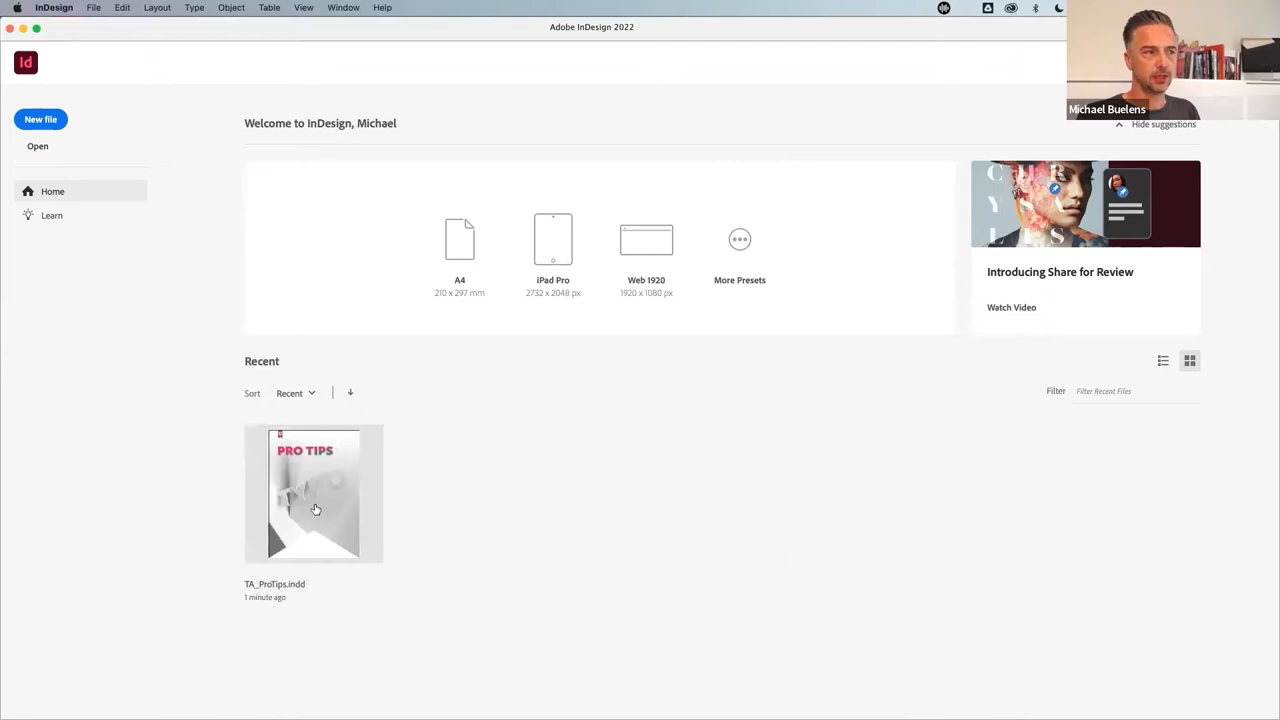 InDesign File Edit Layout Type Object Table View Window Help
Adobe InDesign 2022
Id
Michael Buelens
New file
Open
Home
Learn
Welcome to InDesign, Michael
Hide suggestions
A4
210 x 297 mm
iPad Pro
2732 x 2048 px
Web 1920
1920 x 1080 px
More Presets
CHR
YSA
LIS
Introducing Share for Review
Watch Video
Recent
Sort Recent
Filter Filter Recent Files
PRO TIPS
TA_ProTips.indd
1 minute ago